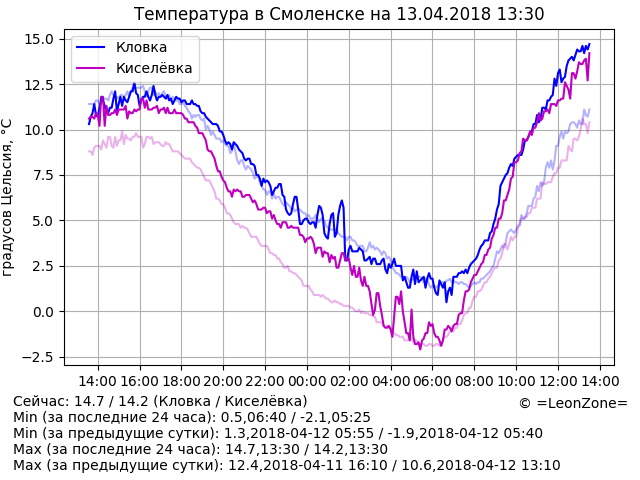 Температура в Смоленске на 13.04.2018 13:30
градусов Цельсия, °C
15.0
12.5
10.0
7.5
5.0
2.5
0.0
−2.5
Кловка
Киселёвка
14:00 16:00 18:00 20:00 22:00 00:00 02:00 04:00 06:00 08:00 10:00 12:00 14:00
Сейчас: 14.7 / 14.2 (Кловка / Киселёвка)
© =LeonZone=
Min (за последние 24 часа): 0.5,06:40 / -2.1,05:25
Min (за предыдущие сутки): 1.3,2018-04-12 05:55 / -1.9,2018-04-12 05:40
Max (за последние 24 часа): 14.7,13:30 / 14.2,13:30
Max (за предыдущие сутки): 12.4,2018-04-11 16:10 / 10.6,2018-04-12 13:10